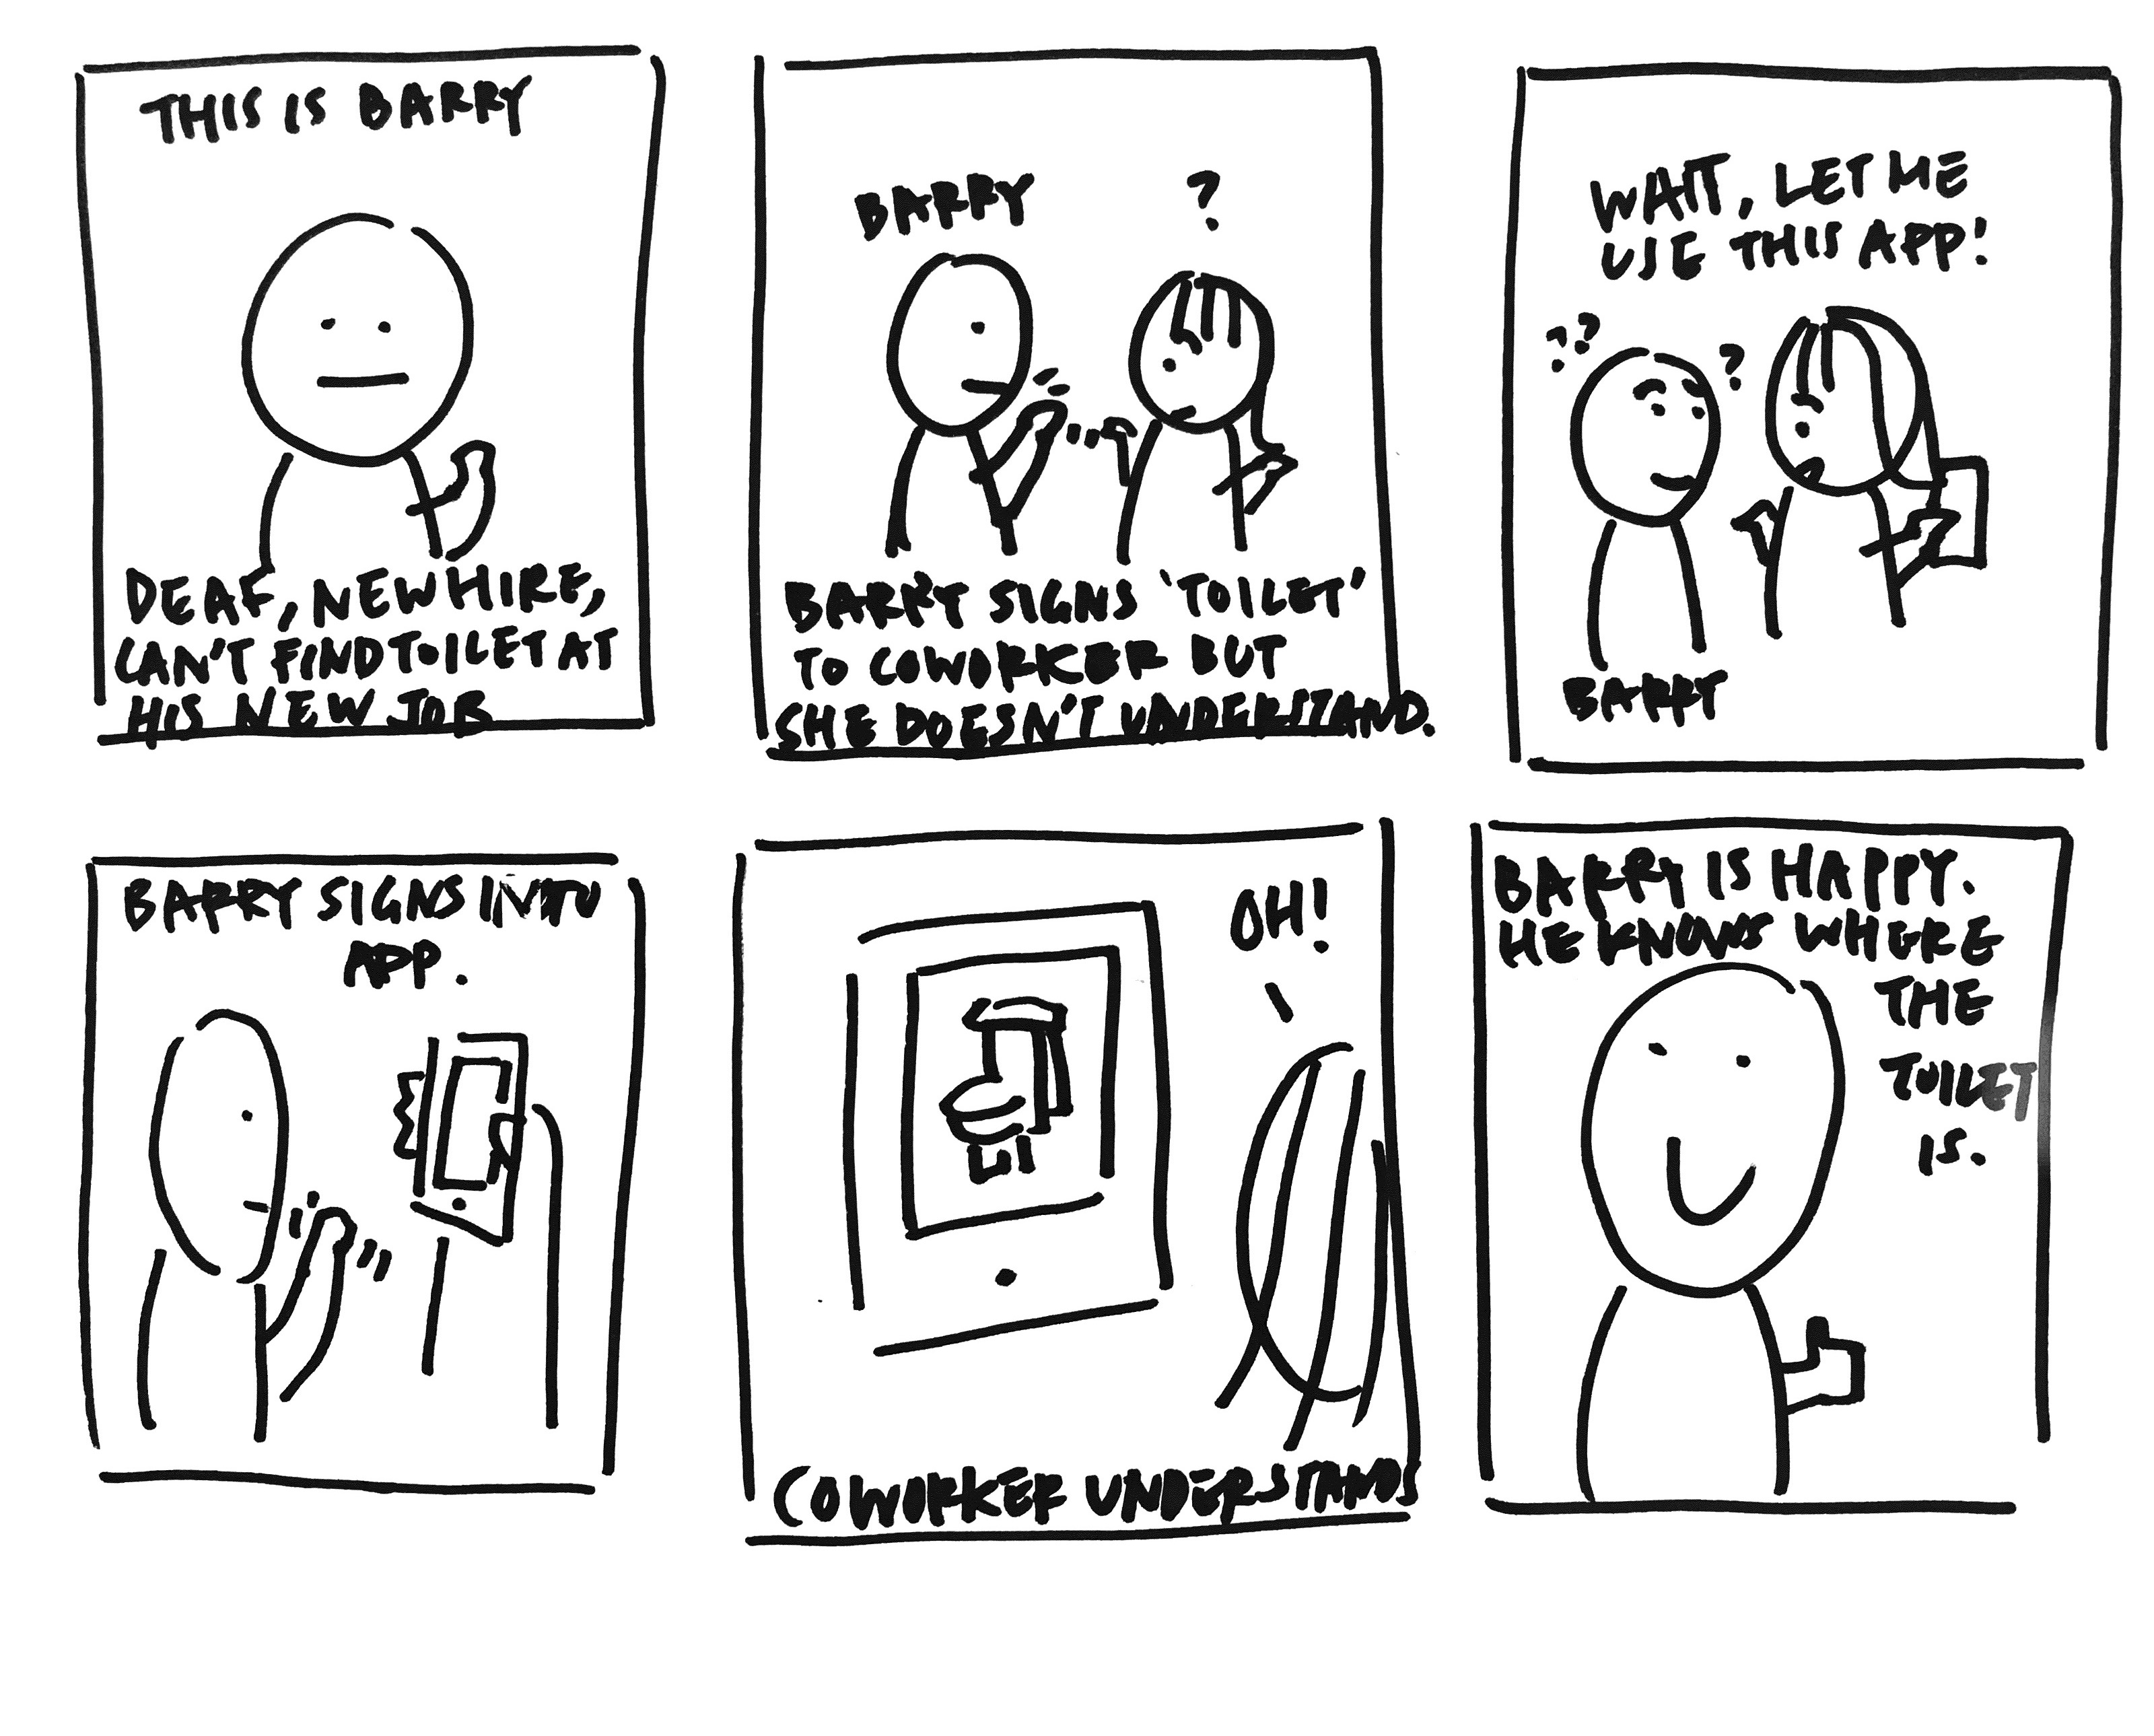 THIS IS BARRY
DEAF, NEW HIRE,
CAN'T FIND TOILET AT
HIS NEW JOB
BARRY
?
BARRY SIGNS 'TOILET'
TO COWORKER BUT
SHE DOESN'T UNDERSTAND.
WAIT, LET ME
USE THIS APP!
??
?
BARRY
BARRY SIGNS INTO
APP.
OH!
COWORKER UNDERSTANDS
BARRY IS HAPPY.
HE KNOWS WHERE
THE
TOILET
IS.